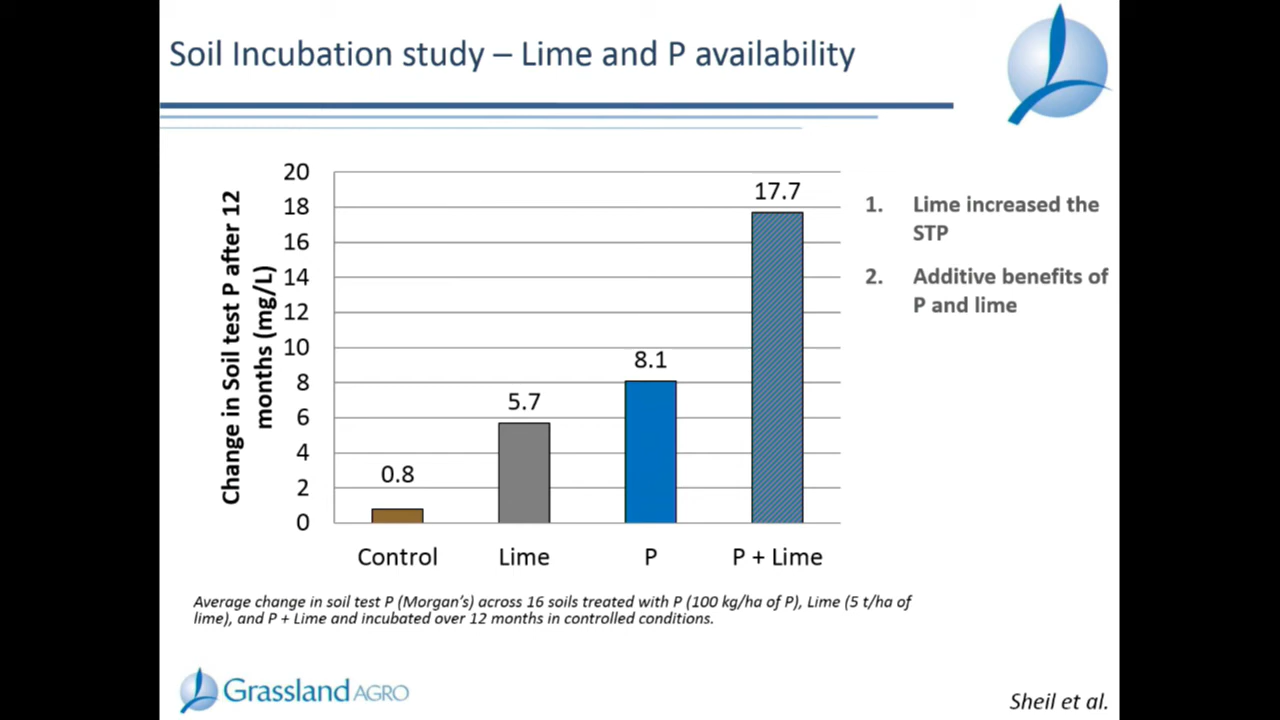 Soil Incubation study – Lime and P availability
Change in Soil test P after 12
months (mg/L)
20
18
16
14
12
10
8
6
4
2
0
0.8
5.7
8.1
17.7
Control
Lime
P
P + Lime
1. Lime increased the
STP
2. Additive benefits of
P and lime
Average change in soil test P (Morgan's) across 16 soils treated with P (100 kg/ha of P), Lime (5 t/ha of
lime), and P + Lime and incubated over 12 months in controlled conditions.
Grassland AGRO
Sheil et al.